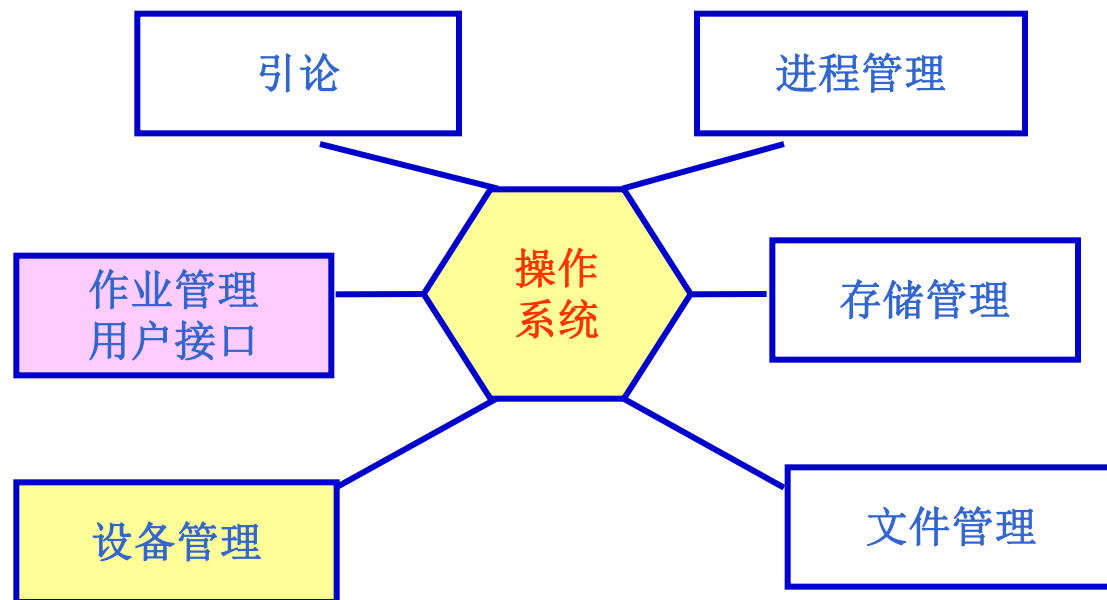 引论
进程管理
操作
系统
作业管理
用户接口
存储管理
设备管理
文件管理